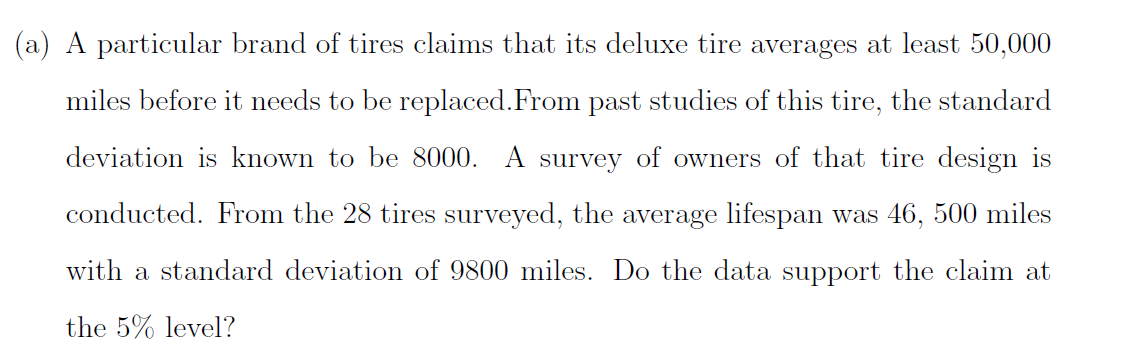 (a) A particular brand of tires claims that its deluxe tire averages at least 50,000
miles before it needs to be replaced.From past studies of this tire, the standard
deviation is known to be 8000. A survey of owners of that tire design is
conducted. From the 28 tires surveyed, the average lifespan was 46, 500 miles
with a standard deviation of 9800 miles. Do the data support the claim at
the 5% level?